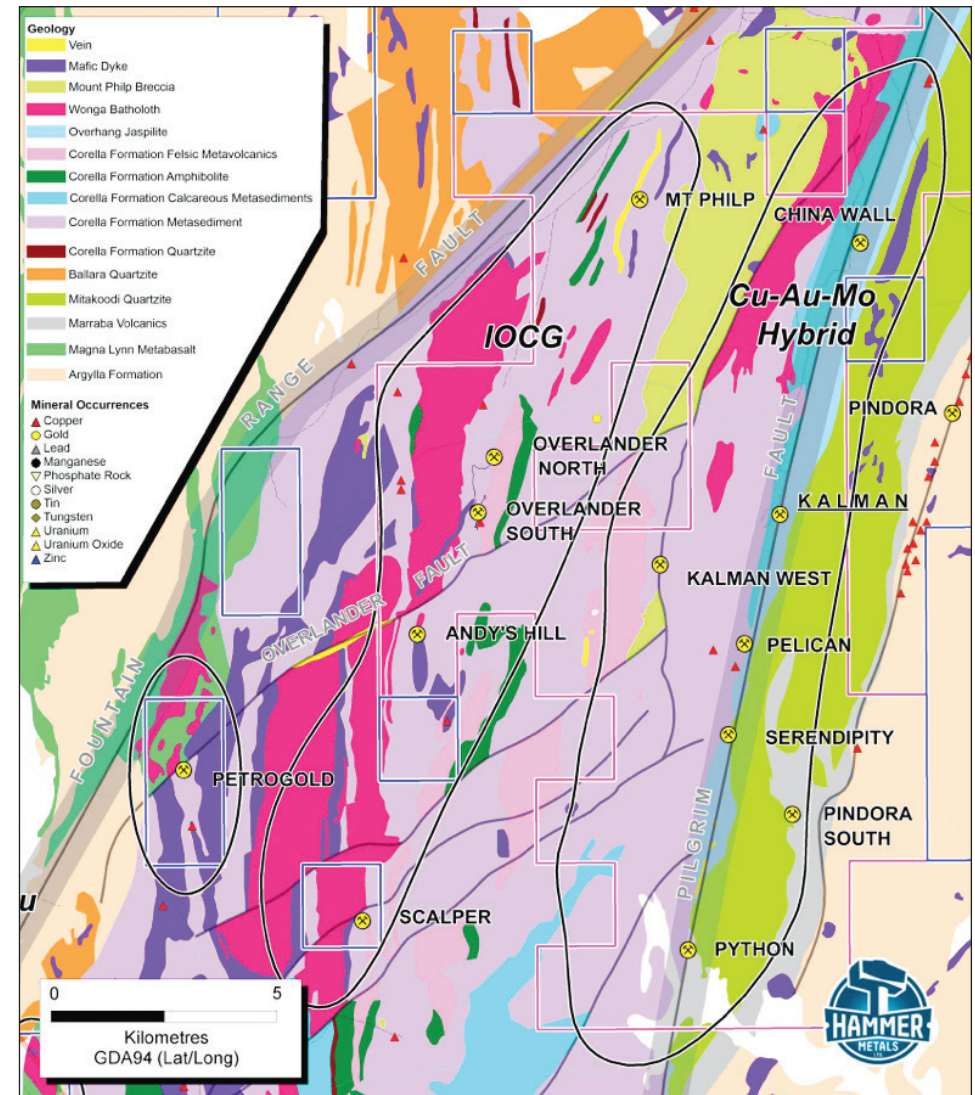 Geology
Vein
Mafic Dyke
Mount Philp Breccia
Wonga Batholoth
Overhang Jaspilite
Corella Formation Felsic Metavolcanics
Corella Formation Amphibolite
Corella Formation Calcareous Metasediments
Corella Formation Metasediment
Corella Formation Quartzite
Ballara Quartzite
Mitakoodi Quartzite
Marraba Volcanics
Magna Lynn Metabasalt
Argylla Formation
Mineral Occurrences
Copper
Gold
Lead
Manganese
Phosphate Rock
Silver
Tin
Tungsten
Uranium
Uranium Oxide
Zinc
MT PHILP
CHINA WALL
FOUNTAIN RANGE FAULT
IOCG
Cu-Au-Mo
Hybrid
PINDORA
OVERLANDER
NORTH
OVERLANDER
SOUTH
KALMAN
KALMAN WEST
OVERLANDER FAULT
ANDY'S HILL
PELICAN
SERENDIPITY
PETROGOLD
PINDORA
SOUTH
PILGRIM FAULT
SCALPER
PYTHON
u
0 5
Kilometres
GDA94 (Lat/Long)
HAMMER
METALS
LTD